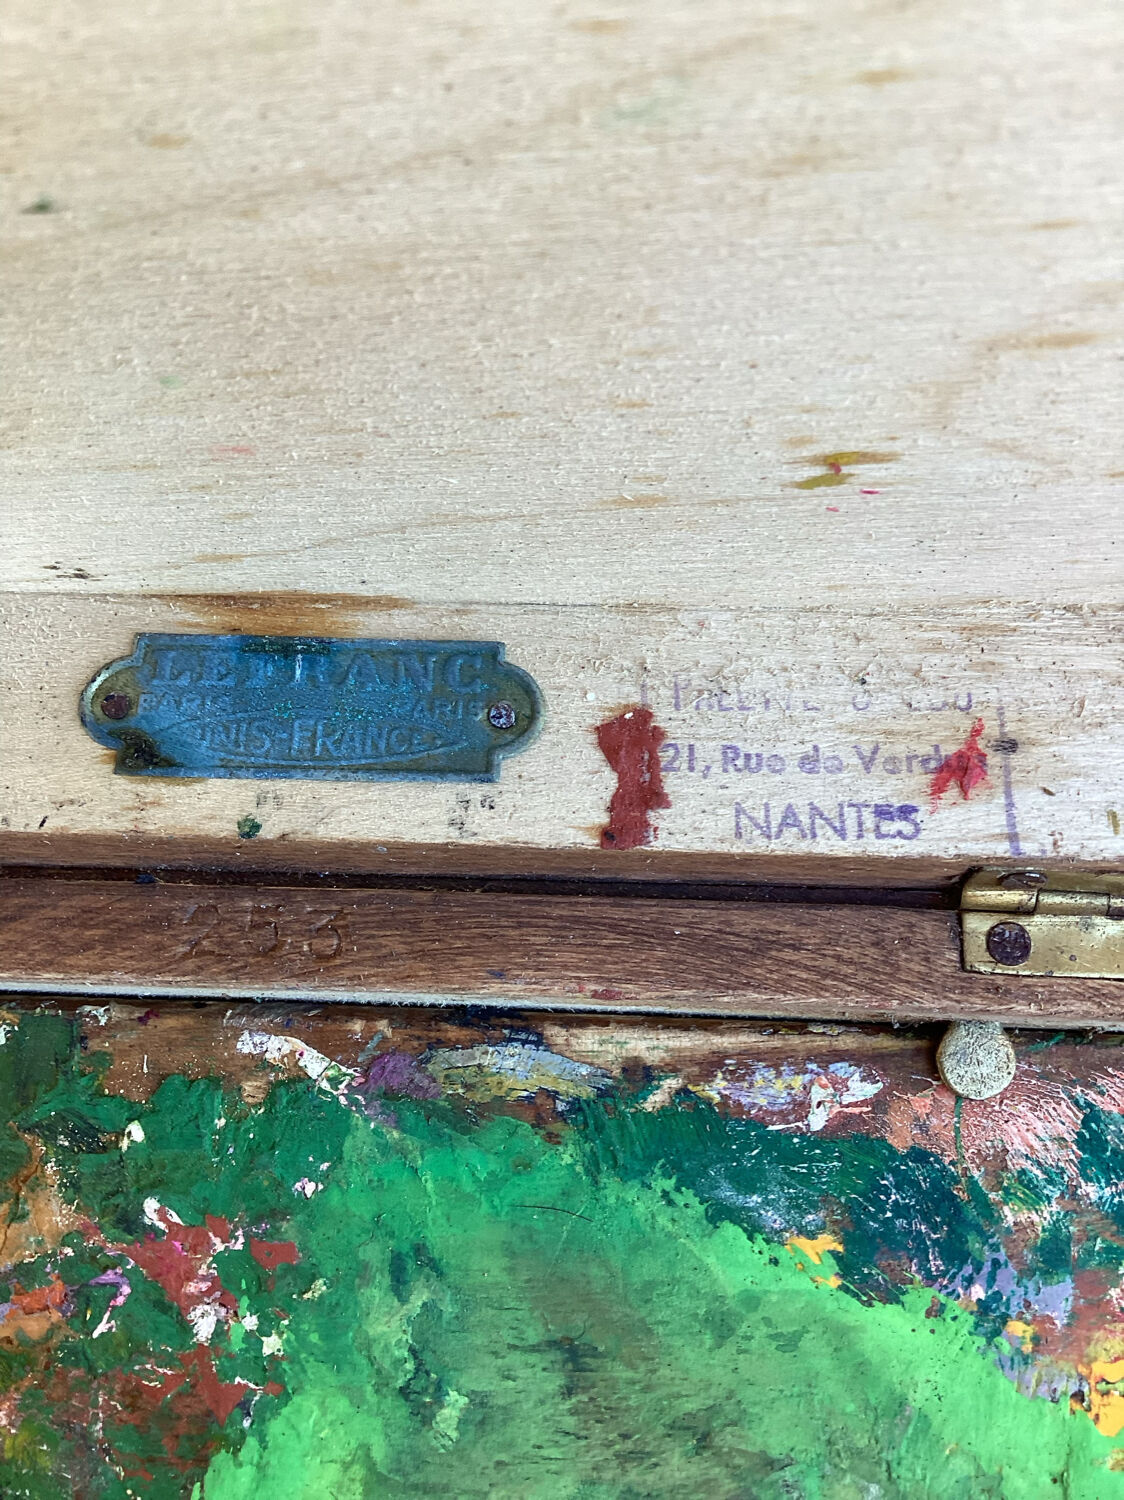 LEFRANC
PARIS PARIS
UNIS-FRANCE
21, Rue de Verdun
NANTES
253